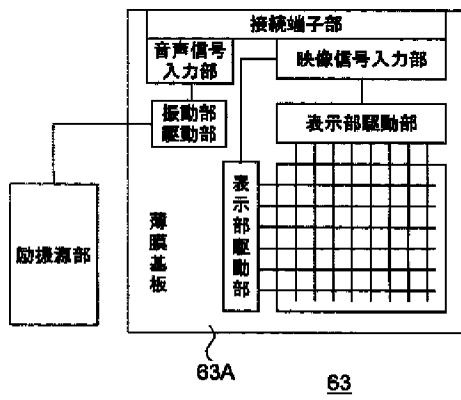 接続端子部
音声信号
入力部
映像信号入力部
振動部
駆動部
表示部駆動部
表示部駆動部
薄膜基板
励振源部
63A
63